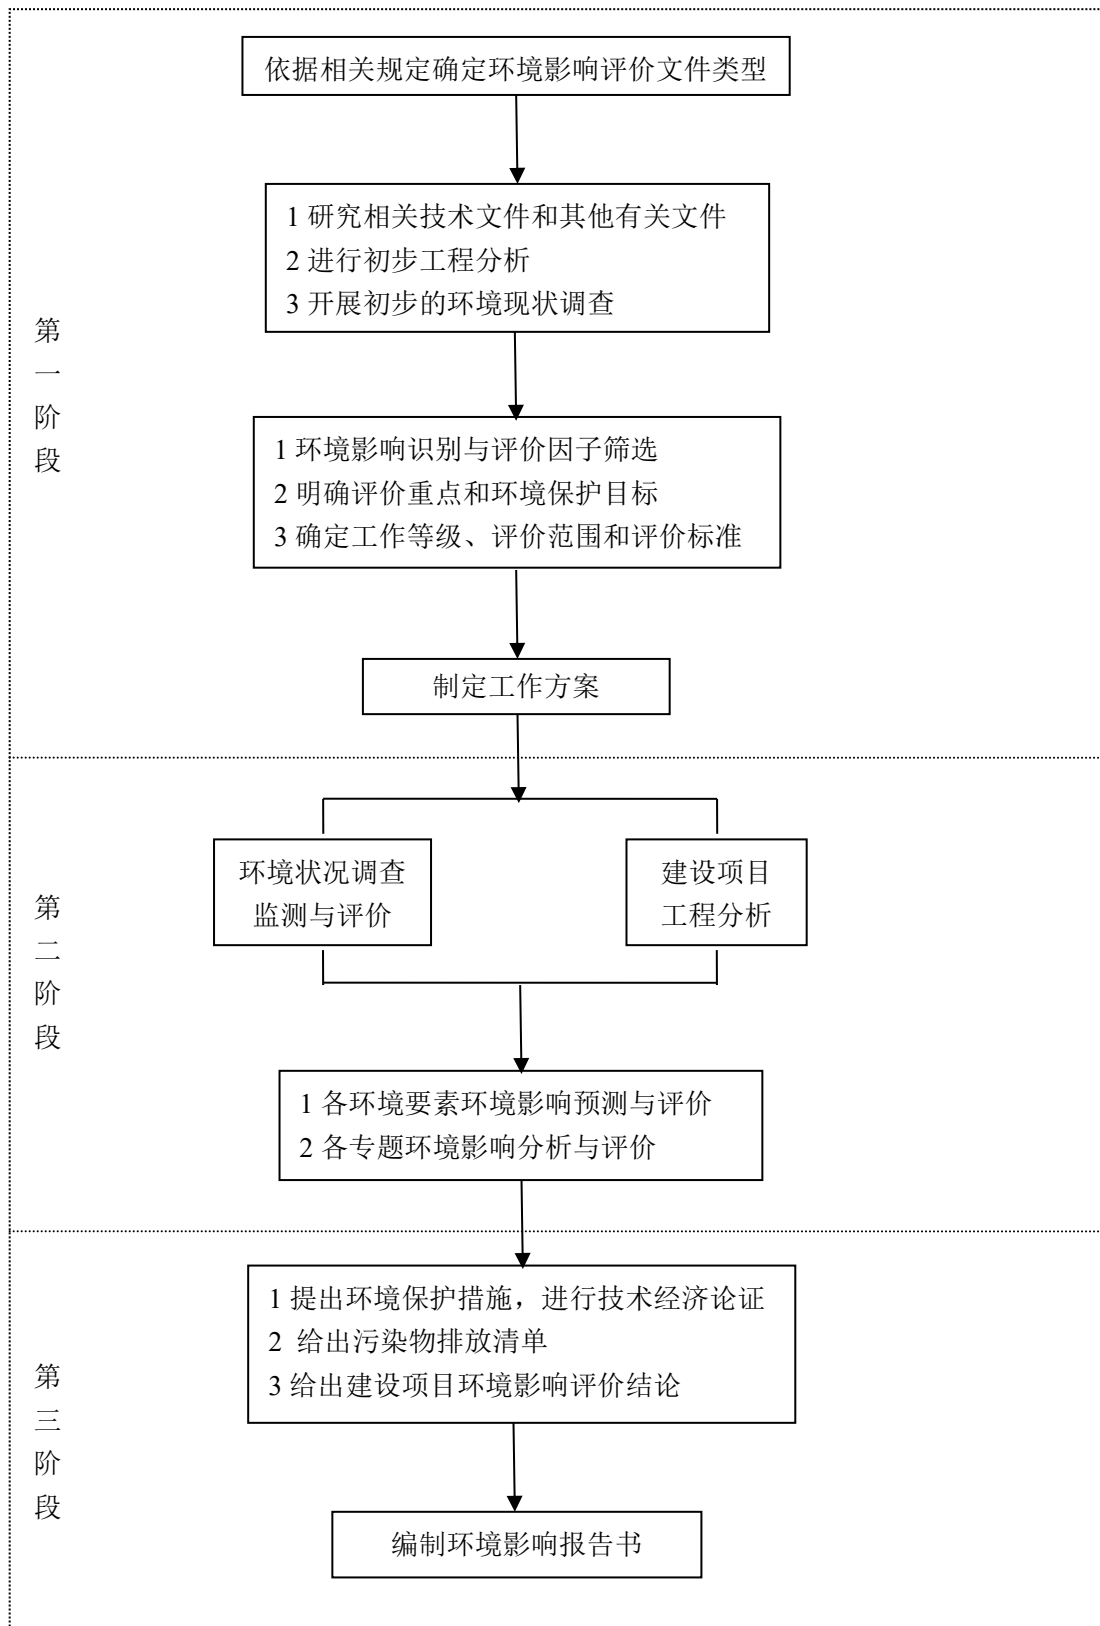 依据相关规定确定环境影响评价文件类型
1 研究相关技术文件和其他有关文件
2 进行初步工程分析
3 开展初步的环境现状调查
第一阶段
1 环境影响识别与评价因子筛选
2 明确评价重点和环境保护目标
3 确定工作等级、评价范围和评价标准
制定工作方案
环境状况调查
监测与评价
建设项目
工程分析
第二阶段
1 各环境要素环境影响预测与评价
2 各专题环境影响分析与评价
1 提出环境保护措施，进行技术经济论证
2 给出污染物排放清单
3 给出建设项目环境影响评价结论
第三阶段
编制环境影响报告书